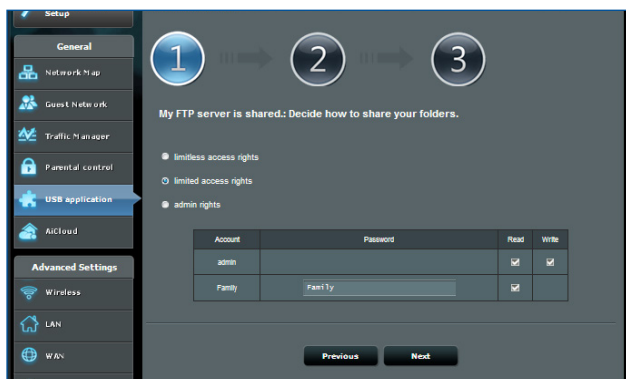 Setup
General
Network Map
Guest Network
Traffic Manager
Parental control
USB application
AiCloud
Advanced Settings
Wireless
LAN
WAN
1
2
3
My FTP server is shared.: Decide how to share your folders.
limitless access rights
limited access rights
admin rights
Account Password Read Write
admin
Family Family
Previous Next